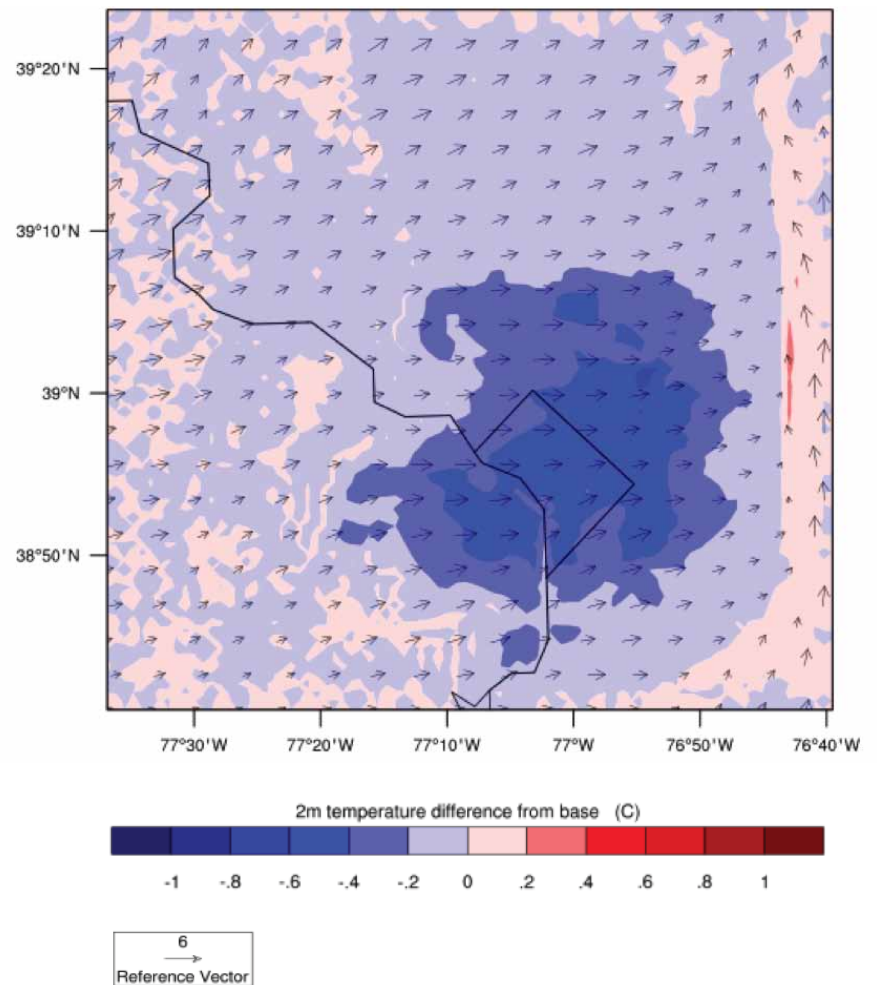 39°20'N
39°10'N
39°N
38°50'N
77°30'W 77°20'W 77°10'W 77°W 76°50'W 76°40'W
2m temperature difference from base (C)
-1 -.8 -.6 -.4 -.2 0 .2 .4 .6 .8 1
6
Reference Vector